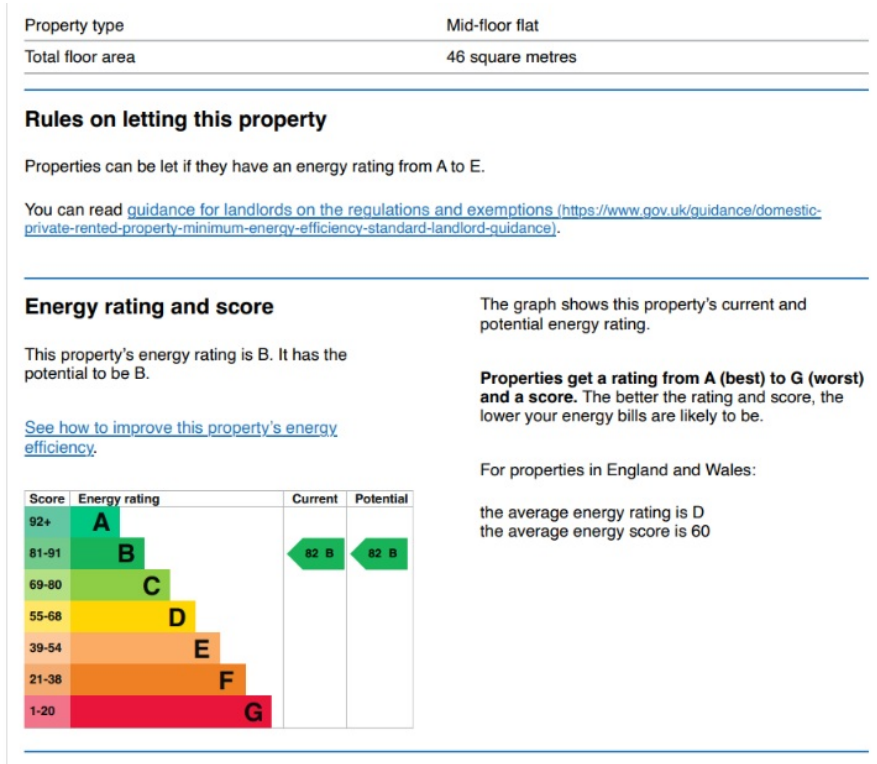 Property type Mid-floor flat
Total floor area 46 square metres
Rules on letting this property
Properties can be let if they have an energy rating from A to E.
You can read guidance for landlords on the regulations and exemptions (https://www.gov.uk/guidance/domestic-
private-rented-property-minimum-energy-efficiency-standard-landlord-guidance).
Energy rating and score
This property's energy rating is B. It has the
potential to be B.
See how to improve this property's energy
efficiency.
Score Energy rating Current Potential
92+ A
81-91 B 82 B 82 B
69-80 C
55-68 D
39-54 E
21-38 F
1-20 G
The graph shows this property's current and
potential energy rating.
Properties get a rating from A (best) to G (worst)
and a score. The better the rating and score, the
lower your energy bills are likely to be.
For properties in England and Wales:
the average energy rating is D
the average energy score is 60